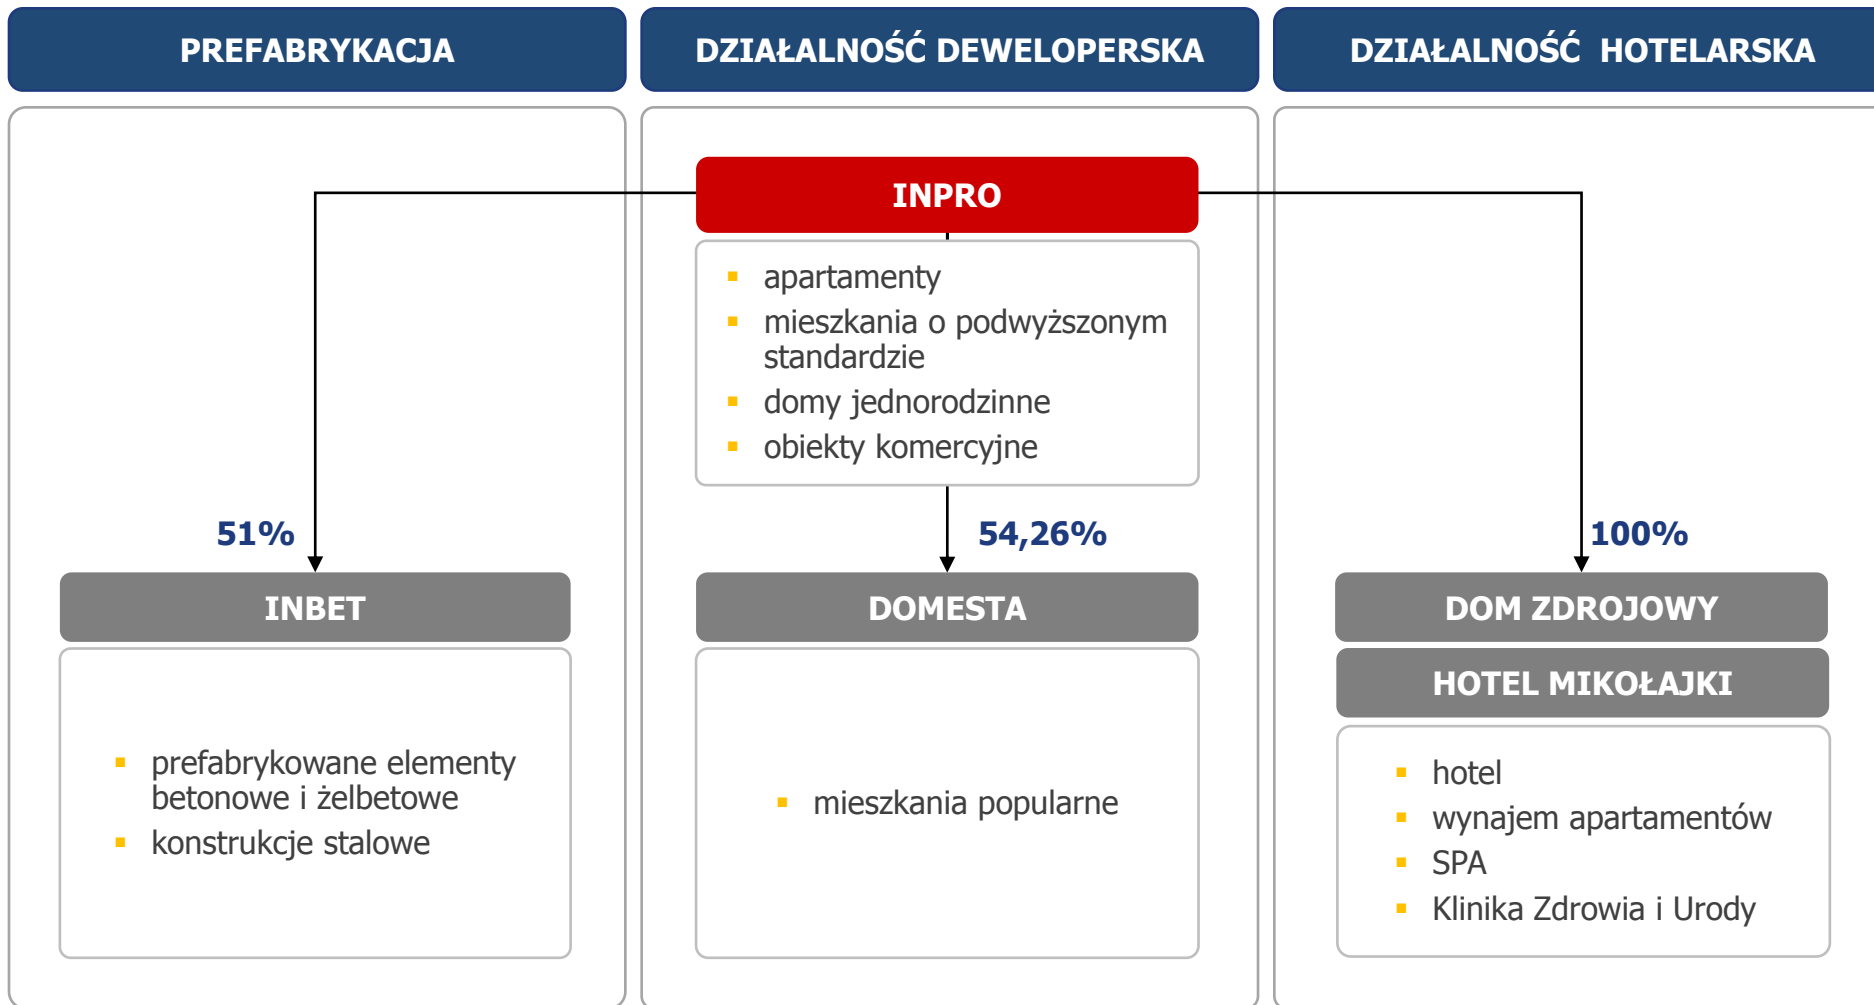 PREFABRYKACJA
DZIAŁALNOŚĆ DEWELOPERSKA
DZIAŁALNOŚĆ HOTELARSKA
INPRO
apartamenty
mieszkania o podwyższonym
standardzie
domy jednorodzinne
obiekty komercyjne
51%
54,26%
100%
INBET
prefabrykowane elementy
betonowe i żelbetowe
konstrukcje stalowe
DOMESTA
mieszkania popularne
DOM ZDROJOWY
HOTEL MIKOŁAJKI
hotel
wynajem apartamentów
SPA
Klinika Zdrowia i Urody